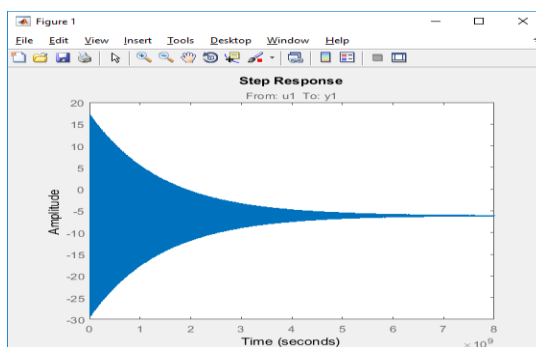 Figure 1
File Edit View Insert Tools Desktop Window Help
Step Response
From: u1 To: y1
Amplitude
20
15
10
5
0
-5
-10
-15
-20
-25
-30
0 1 2 3 4 5 6 7 8
Time (seconds)
× 10⁹